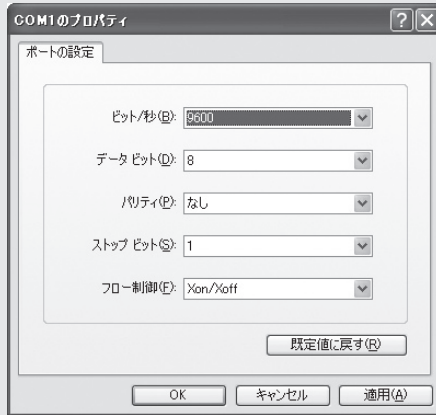 COM1のプロパティ
ポートの設定
ビット/秒(B): 9600
データ ビット(D): 8
パリティ(P): なし
ストップ ビット(S): 1
フロー制御(F): Xon/Xoff
既定値に戻す(R)
OK キャンセル 適用(A)